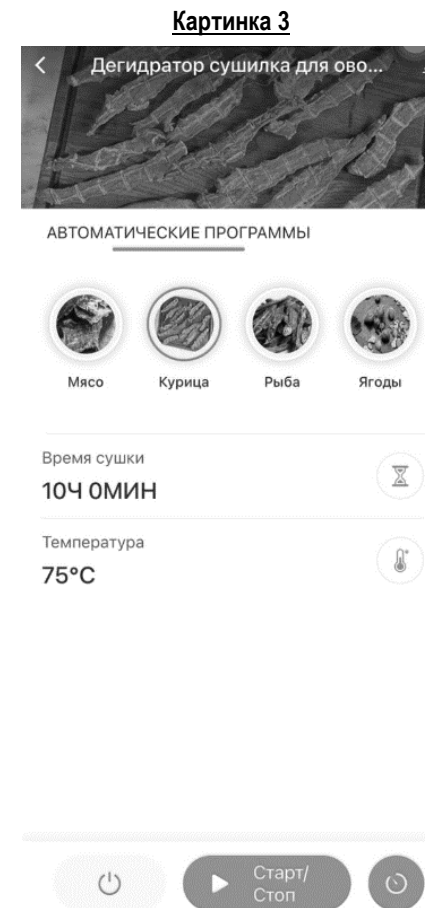 Картинка 3
Дегидратор сушилка для ово...
АВТОМАТИЧЕСКИЕ ПРОГРАММЫ
Мясо Курица Рыба Ягоды
Время сушки
10Ч 0МИН
Температура
75°C
Старт/
Стоп